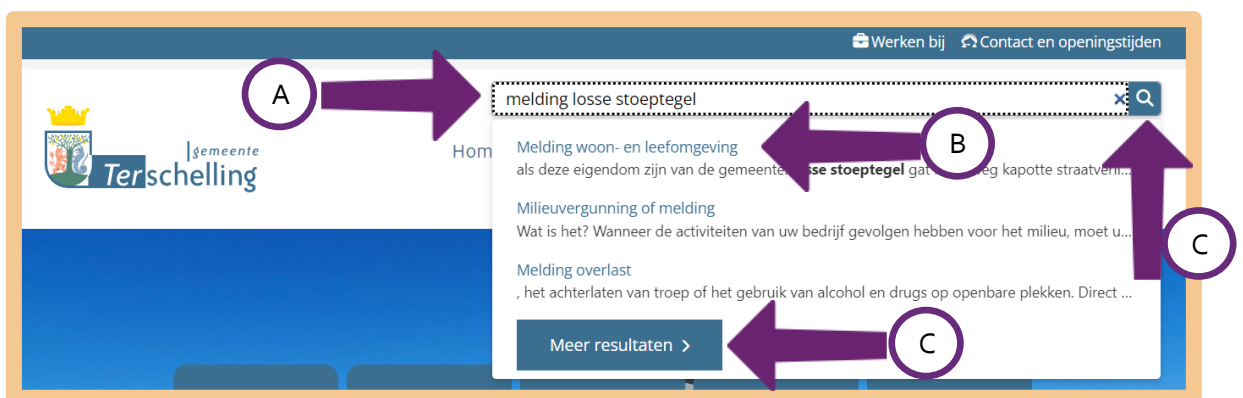 Werken bij Contact en openingstijden
A
melding losse stoeptegel
B
gemeente
Terschelling
Hom
Melding woon- en leefomgeving
als deze eigendom zijn van de gemeente. sse stoeptegel gat
Milieuvergunning of melding
Wat is het? Wanneer de activiteiten van uw bedrijf gevolgen hebben voor het milieu, moet u...
C
Melding overlast
, het achterlaten van troep of het gebruik van alcohol en drugs op openbare plekken. Direct ...
Meer resultaten
C